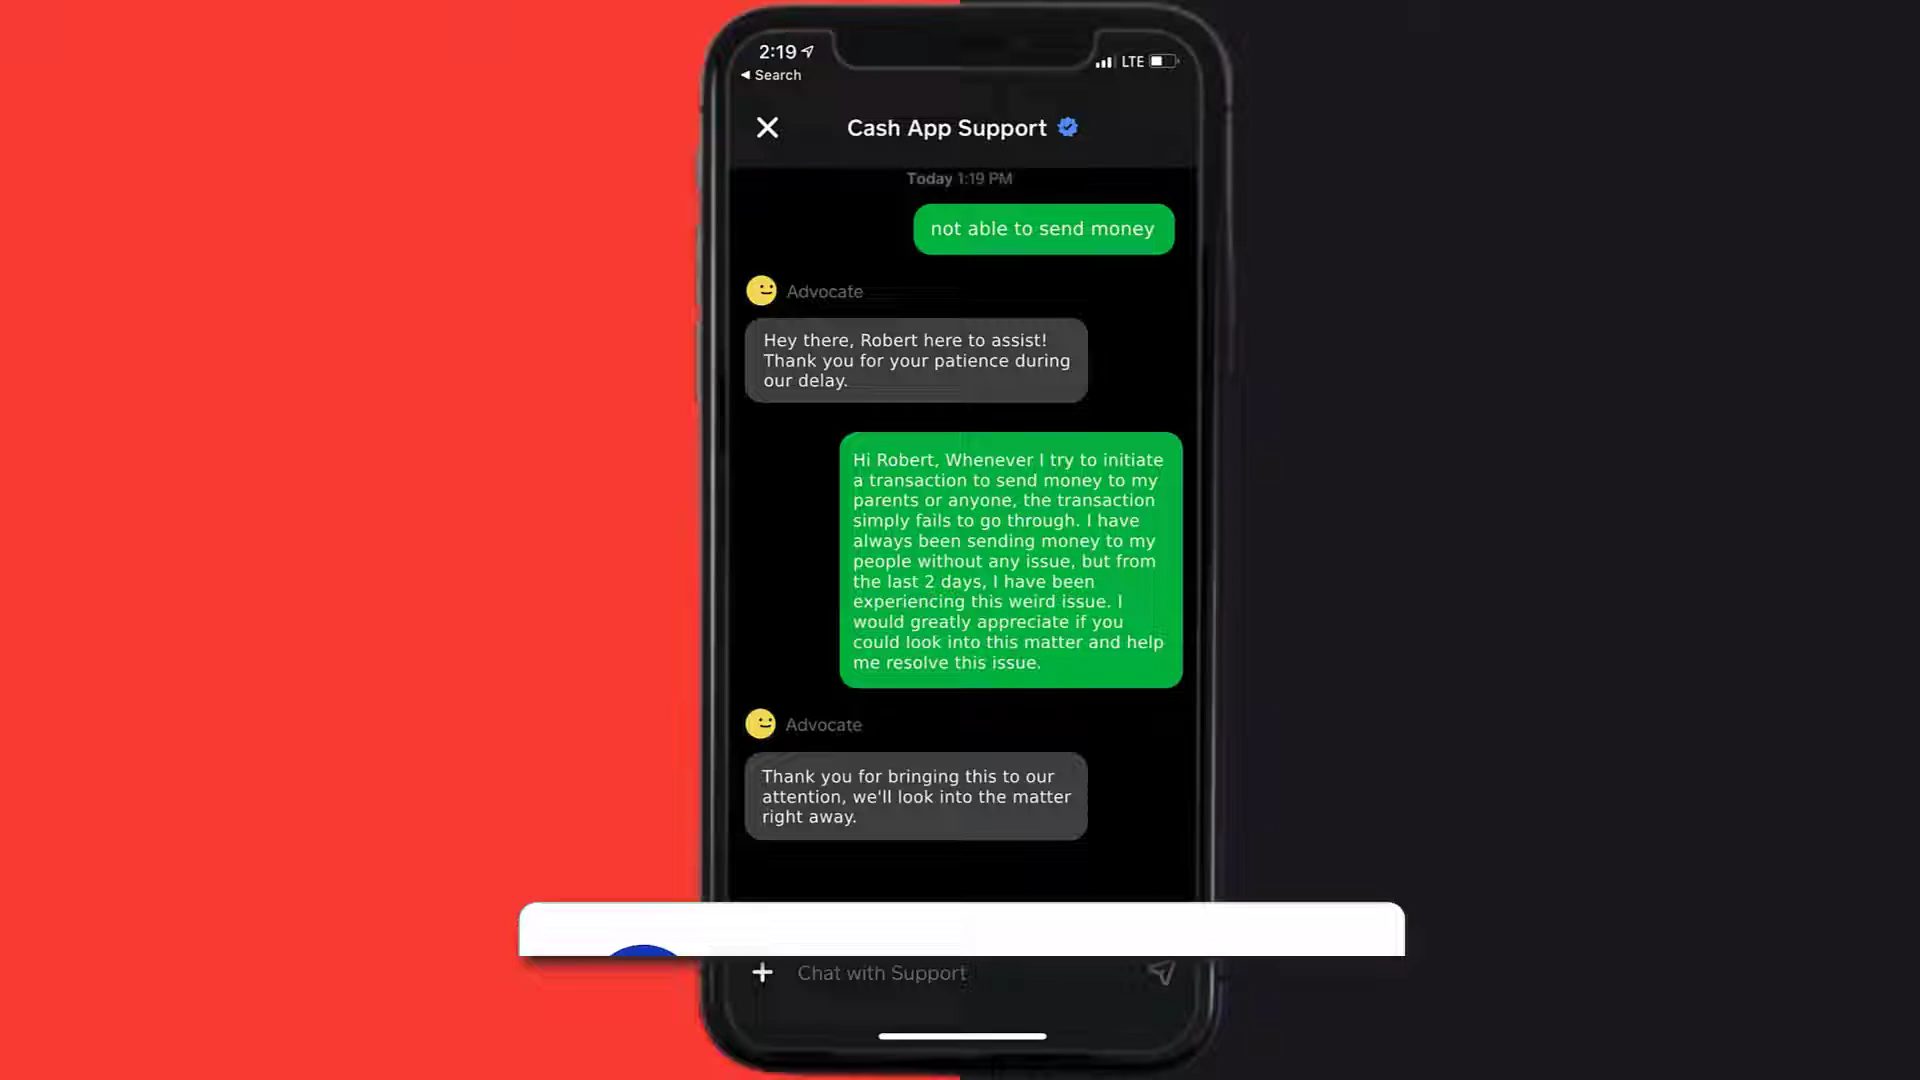 2:19
LTE
Search
Cash App Support
Today 1:19 PM
not able to send money
Advocate
Hey there, Robert here to assist!
Thank you for your patience during
our delay.
Hi Robert, Whenever I try to initiate
a transaction to send money to my
parents or anyone, the transaction
simply fails to go through. I have
always been sending money to my
people without any issue, but from
the last 2 days, I have been
experiencing this weird issue. I
would greatly appreciate if you
could look into this matter and help
me resolve this issue.
Advocate
Thank you for bringing this to our
attention, we'll look into the matter
right away.
Chat with Support